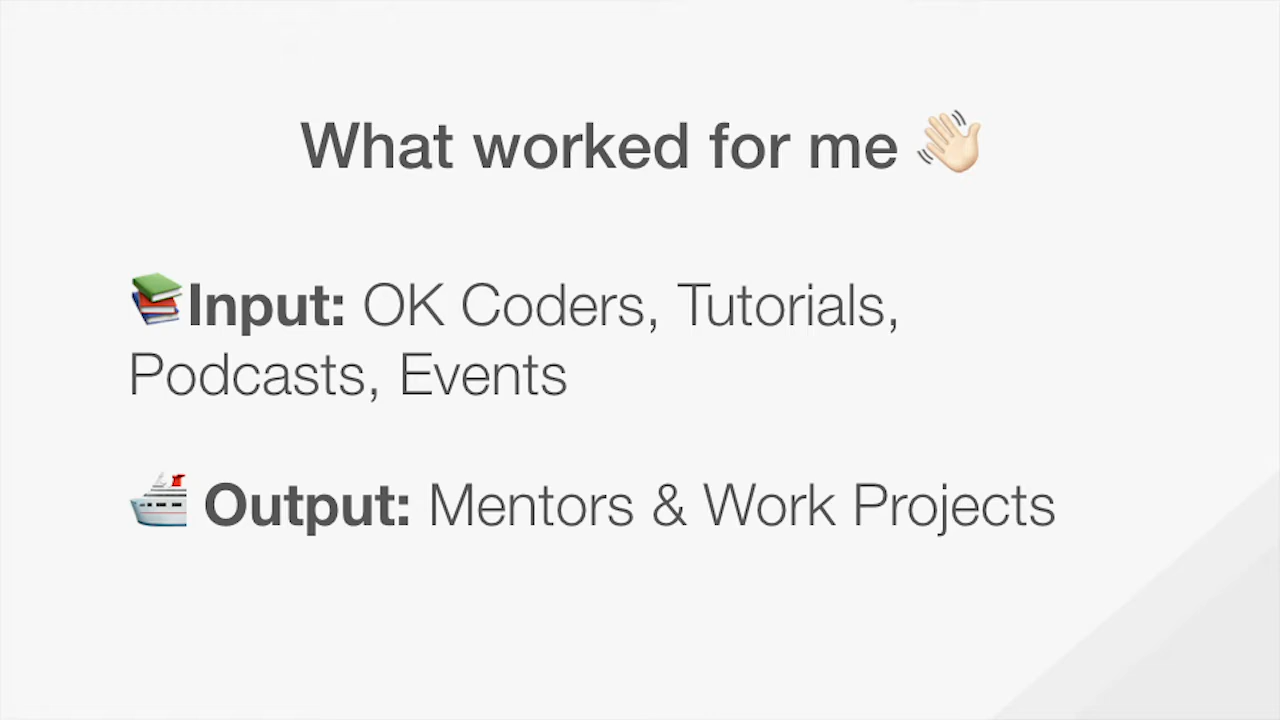 What worked for me 👋🏻
📚Input: OK Coders, Tutorials,
Podcasts, Events
🛳 Output: Mentors & Work Projects